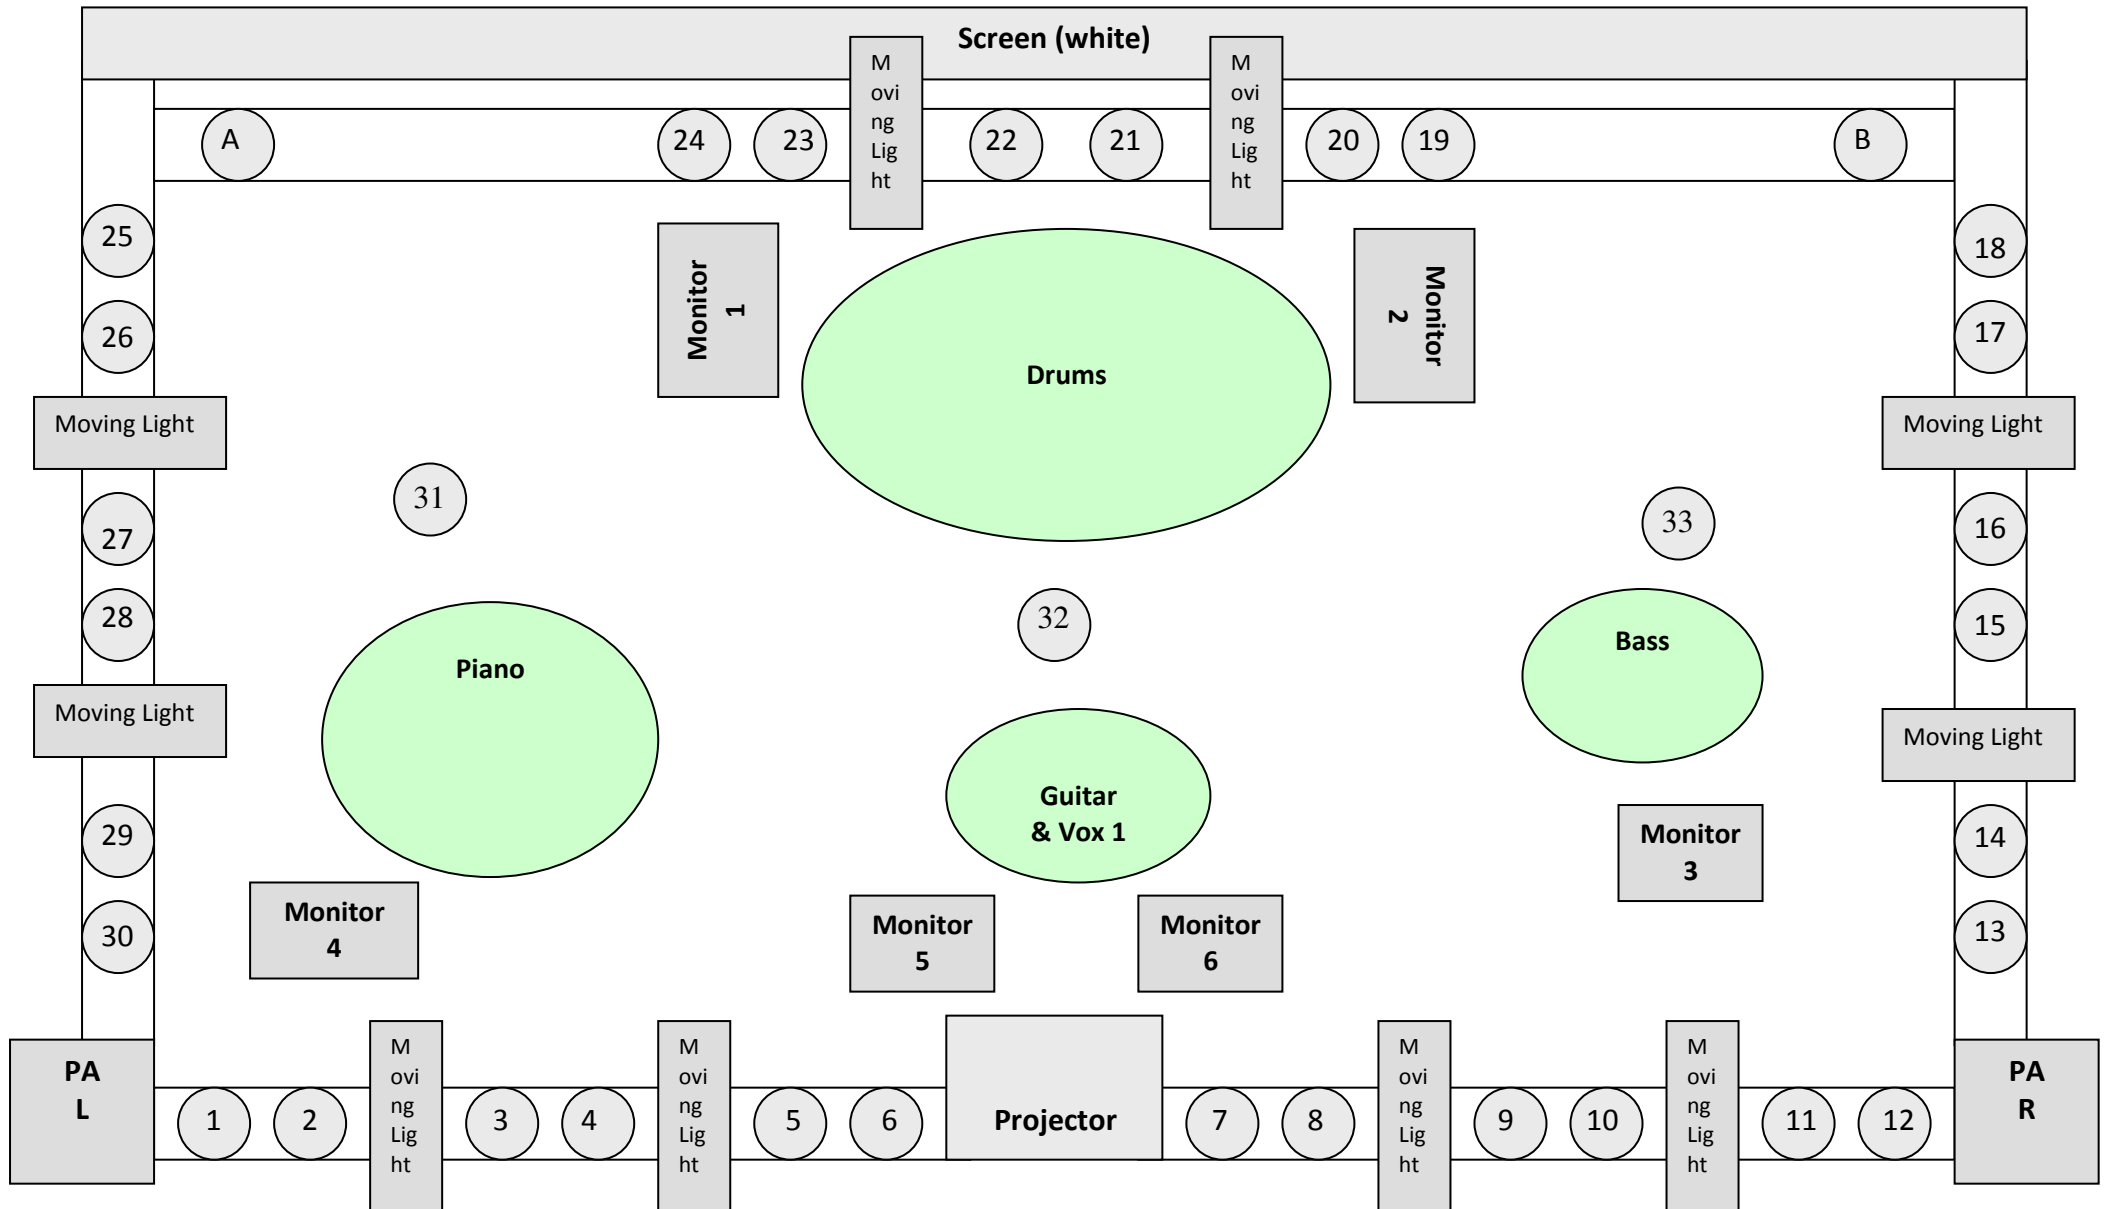 Screen (white)
M
ovi
ng
Lig
ht
M
ovi
ng
Lig
ht
A
24
23
22
21
20
19
B
25
18
26
17
Monitor
1
Monitor
2
Drums
Moving Light
Moving Light
31
33
27
16
28
32
15
Piano
Bass
Moving Light
Moving Light
Guitar
& Vox 1
29
Monitor
3
14
30
Monitor
4
Monitor
5
Monitor
6
13
PA
L
1
2
M
ovi
ng
Lig
ht
3
4
M
ovi
ng
Lig
ht
5
6
Projector
7
8
M
ovi
ng
Lig
ht
9
10
M
ovi
ng
Lig
ht
11
12
PA
R